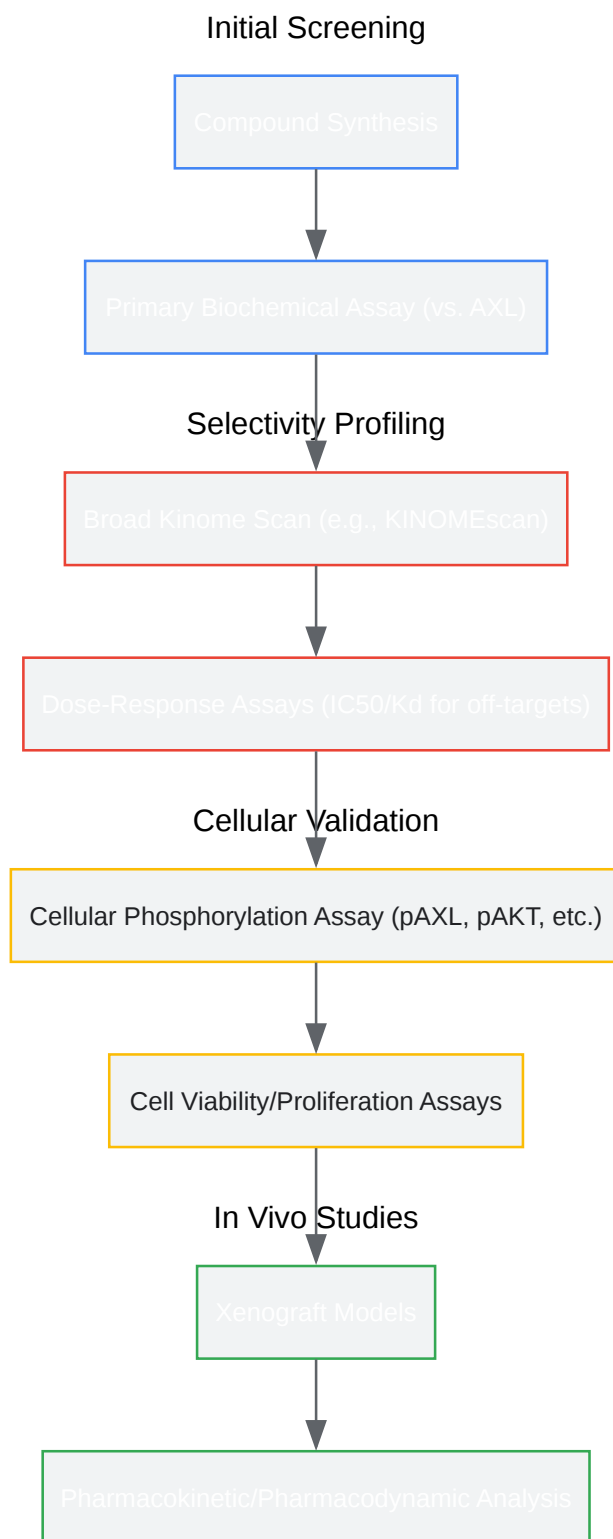 Initial Screening
Compound Synthesis
Primary Biochemical Assay (vs. AXL)
Selectivity Profiling
Broad Kinome Scan (e.g., KINOMEscan)
Dose-Response Assays (IC50/Kd for off-targets)
Cellular Validation
Cellular Phosphorylation Assay (pAXL, pAKT, etc.)
Cell Viability/Proliferation Assays
In Vivo Studies
Xenograft Models
Pharmacokinetic/Pharmacodynamic Analysis